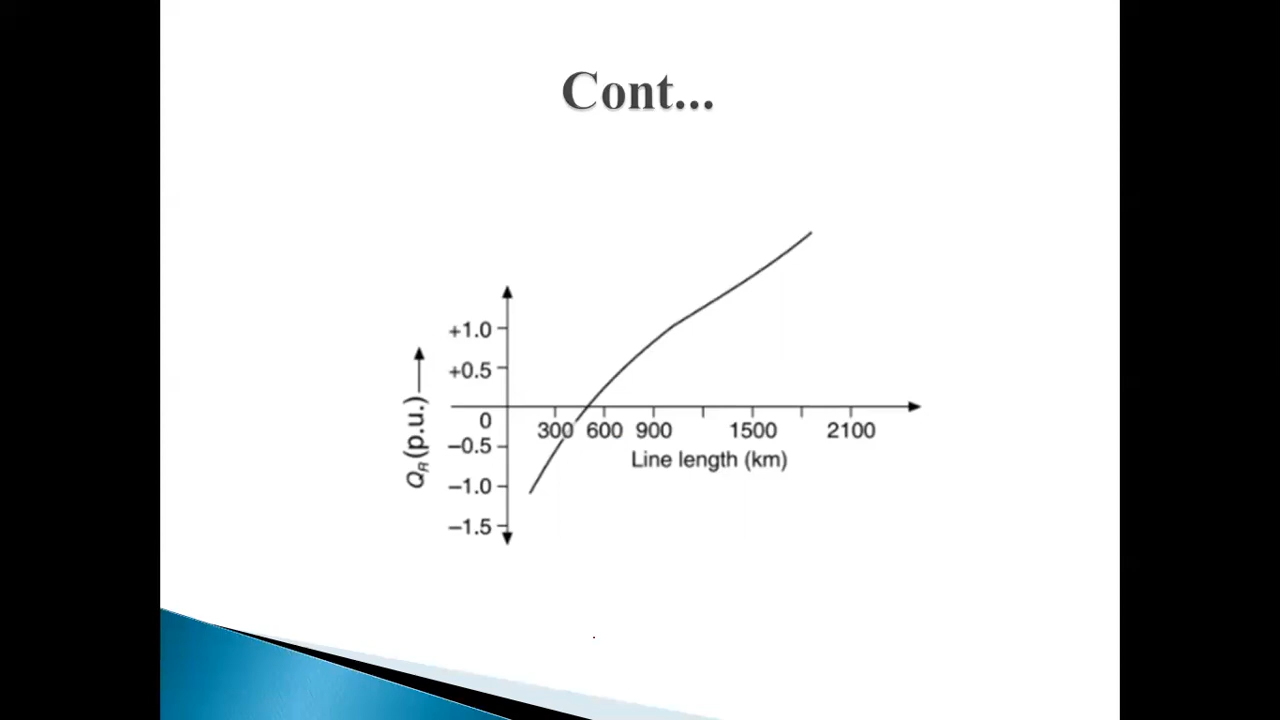 Cont...
+1.0
+0.5
0
300 600 900 1500 2100
–0.5
Line length (km)
–1.0
–1.5
Q_R (p.u.)